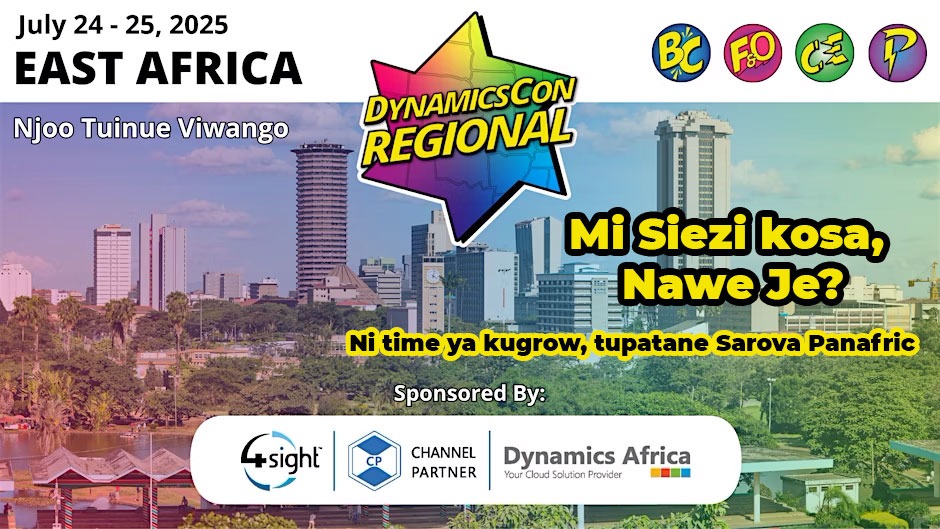 July 24 - 25, 2025
EAST AFRICA
Njoo Tuinue Viwango
DYNAMICSCON
REGIONAL
BC
F&O
CE
P
Mi Siezi kosa,
Nawe Je?
Ni time ya kugrow, tupatane Sarova Panafric
Sponsored By:
4sight™
CP
CHANNEL
PARTNER
Dynamics Africa
Your Cloud Solution Provider